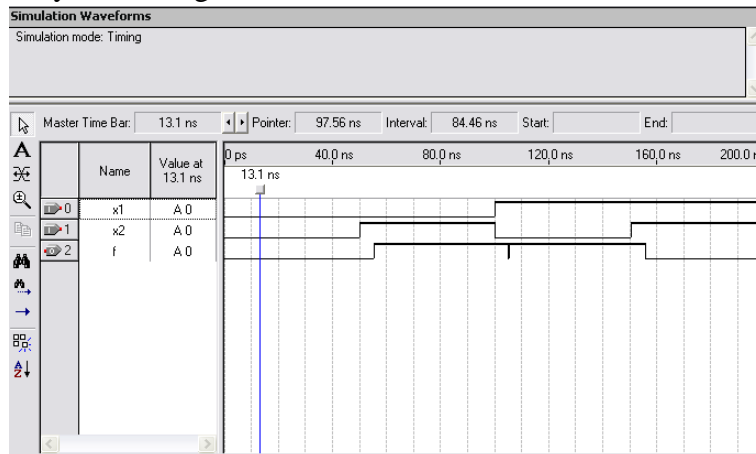 Simulation Waveforms
Simulation mode: Timing
Master Time Bar: 13.1 ns Pointer: 97.56 ns Interval: 84.46 ns Start: End:
A
Name Value at 13.1 ns
0 ps 40.0 ns 80.0 ns 120.0 ns 160.0 ns 200.0 n
13.1 ns
0 x1 A 0
1 x2 A 0
2 f A 0